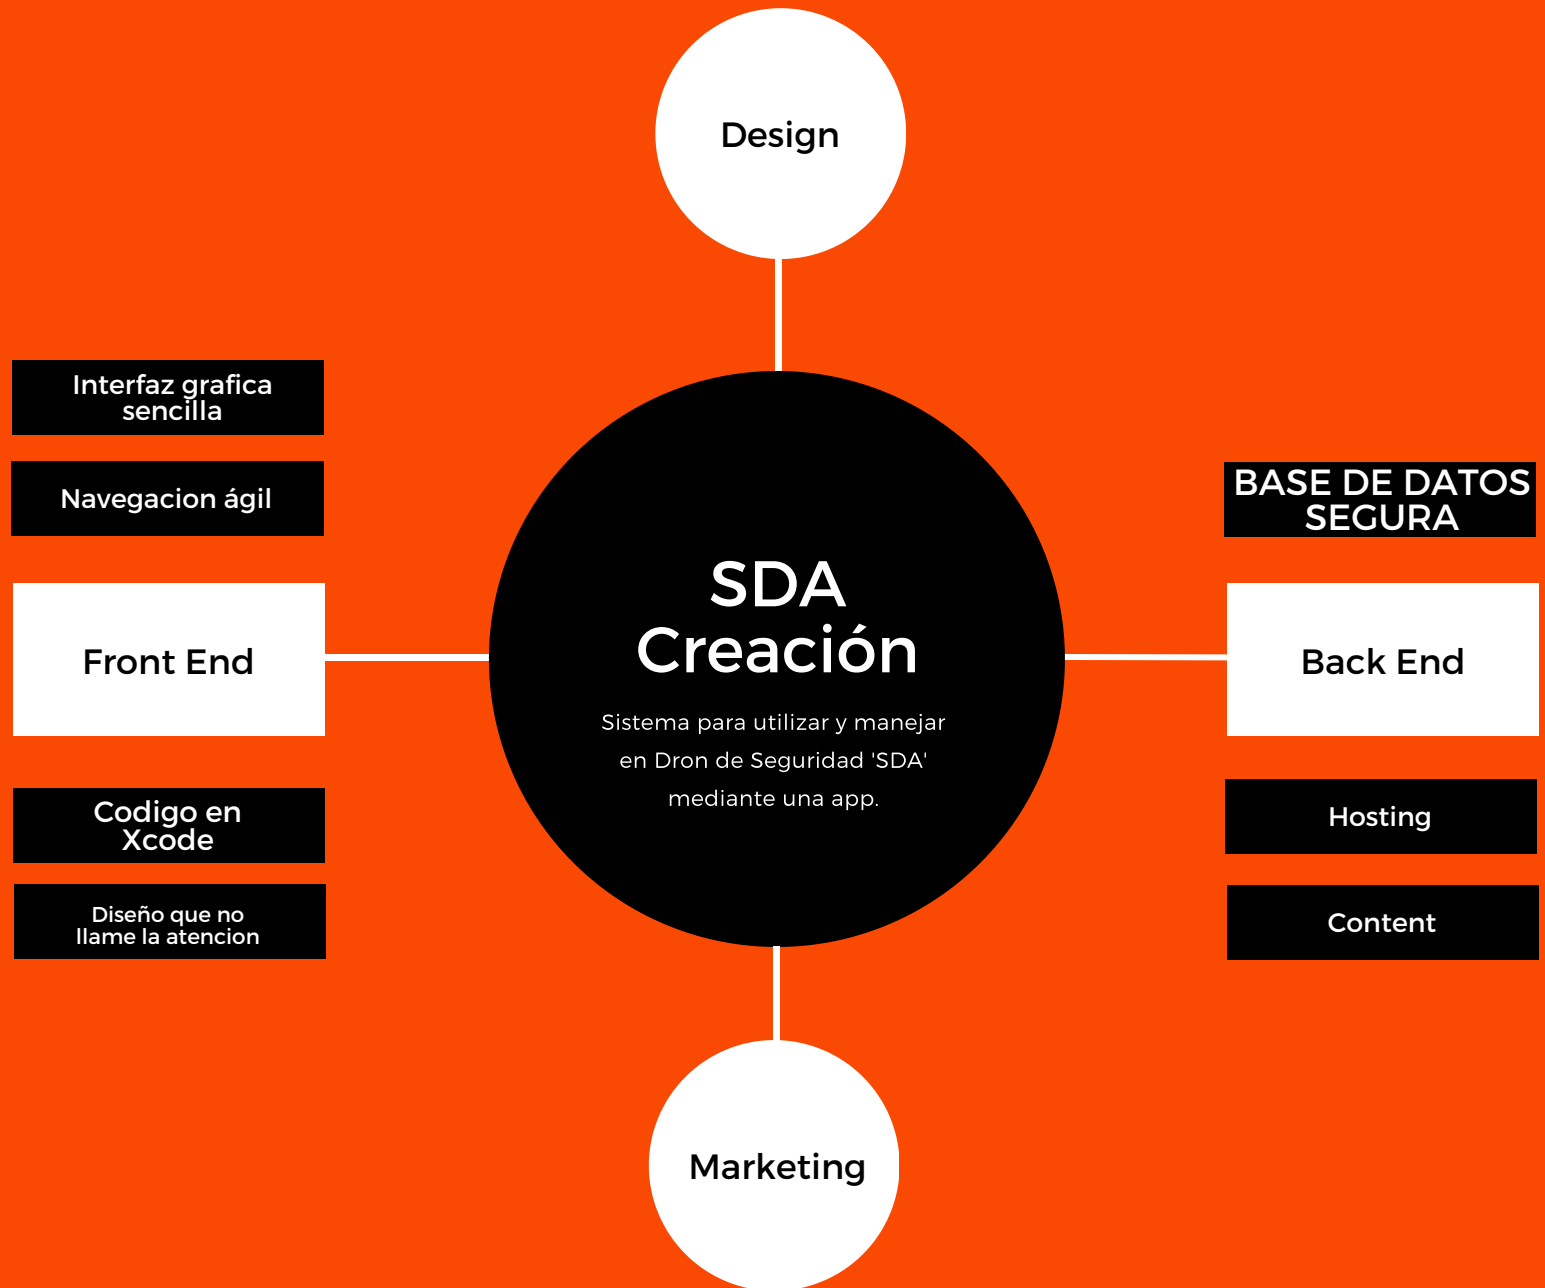 Design
Interfaz grafica
sencilla
Navegacion ágil
Front End
Codigo en
Xcode
Diseño que no
llame la atencion
SDA
Creación
Sistema para utilizar y manejar
en Dron de Seguridad 'SDA'
mediante una app.
BASE DE DATOS
SEGURA
Back End
Hosting
Content
Marketing